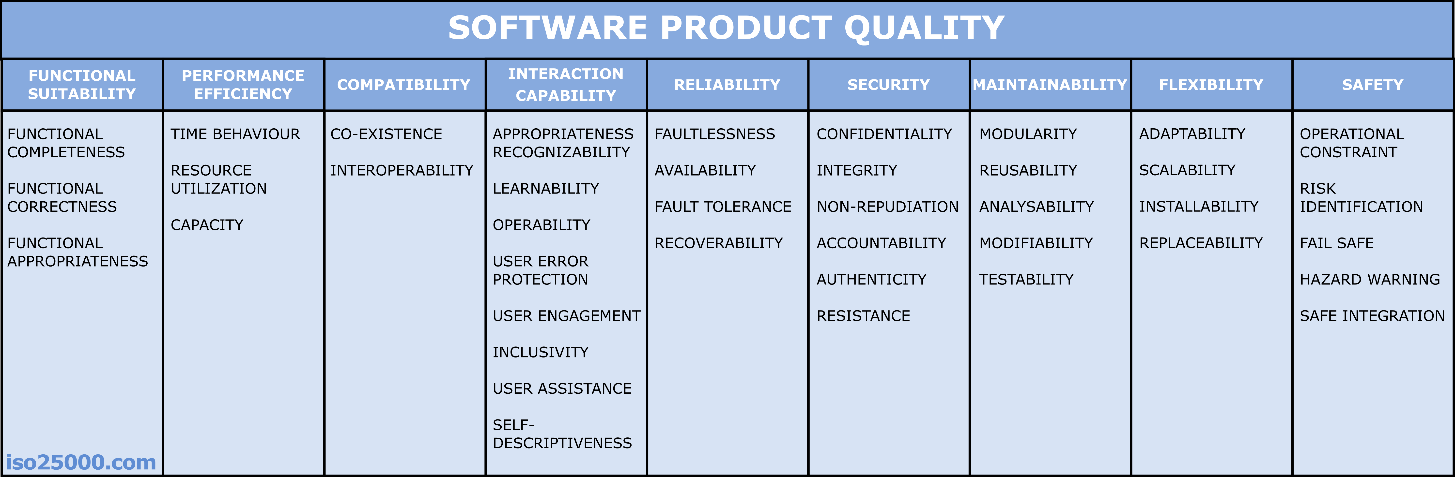 SOFTWARE PRODUCT QUALITY
FUNCTIONAL
SUITABILITY
PERFORMANCE
EFFICIENCY
COMPATIBILITY
INTERACTION
CAPABILITY
RELIABILITY
SECURITY
MAINTAINABILITY
FLEXIBILITY
SAFETY
FUNCTIONAL
COMPLETENESS
FUNCTIONAL
CORRECTNESS
FUNCTIONAL
APPROPRIATENESS
TIME BEHAVIOUR
RESOURCE
UTILIZATION
CAPACITY
CO-EXISTENCE
INTEROPERABILITY
APPROPRIATENESS
RECOGNIZABILITY
LEARNABILITY
OPERABILITY
USER ERROR
PROTECTION
USER ENGAGEMENT
INCLUSIVITY
USER ASSISTANCE
SELF-
DESCRIPTIVENESS
FAULTLESSNESS
AVAILABILITY
FAULT TOLERANCE
RECOVERABILITY
CONFIDENTIALITY
INTEGRITY
NON-REPUDIATION
ACCOUNTABILITY
AUTHENTICITY
RESISTANCE
MODULARITY
REUSABILITY
ANALYSABILITY
MODIFIABILITY
TESTABILITY
ADAPTABILITY
SCALABILITY
INSTALLABILITY
REPLACEABILITY
OPERATIONAL
CONSTRAINT
RISK
IDENTIFICATION
FAIL SAFE
HAZARD WARNING
SAFE INTEGRATION
iso25000.com